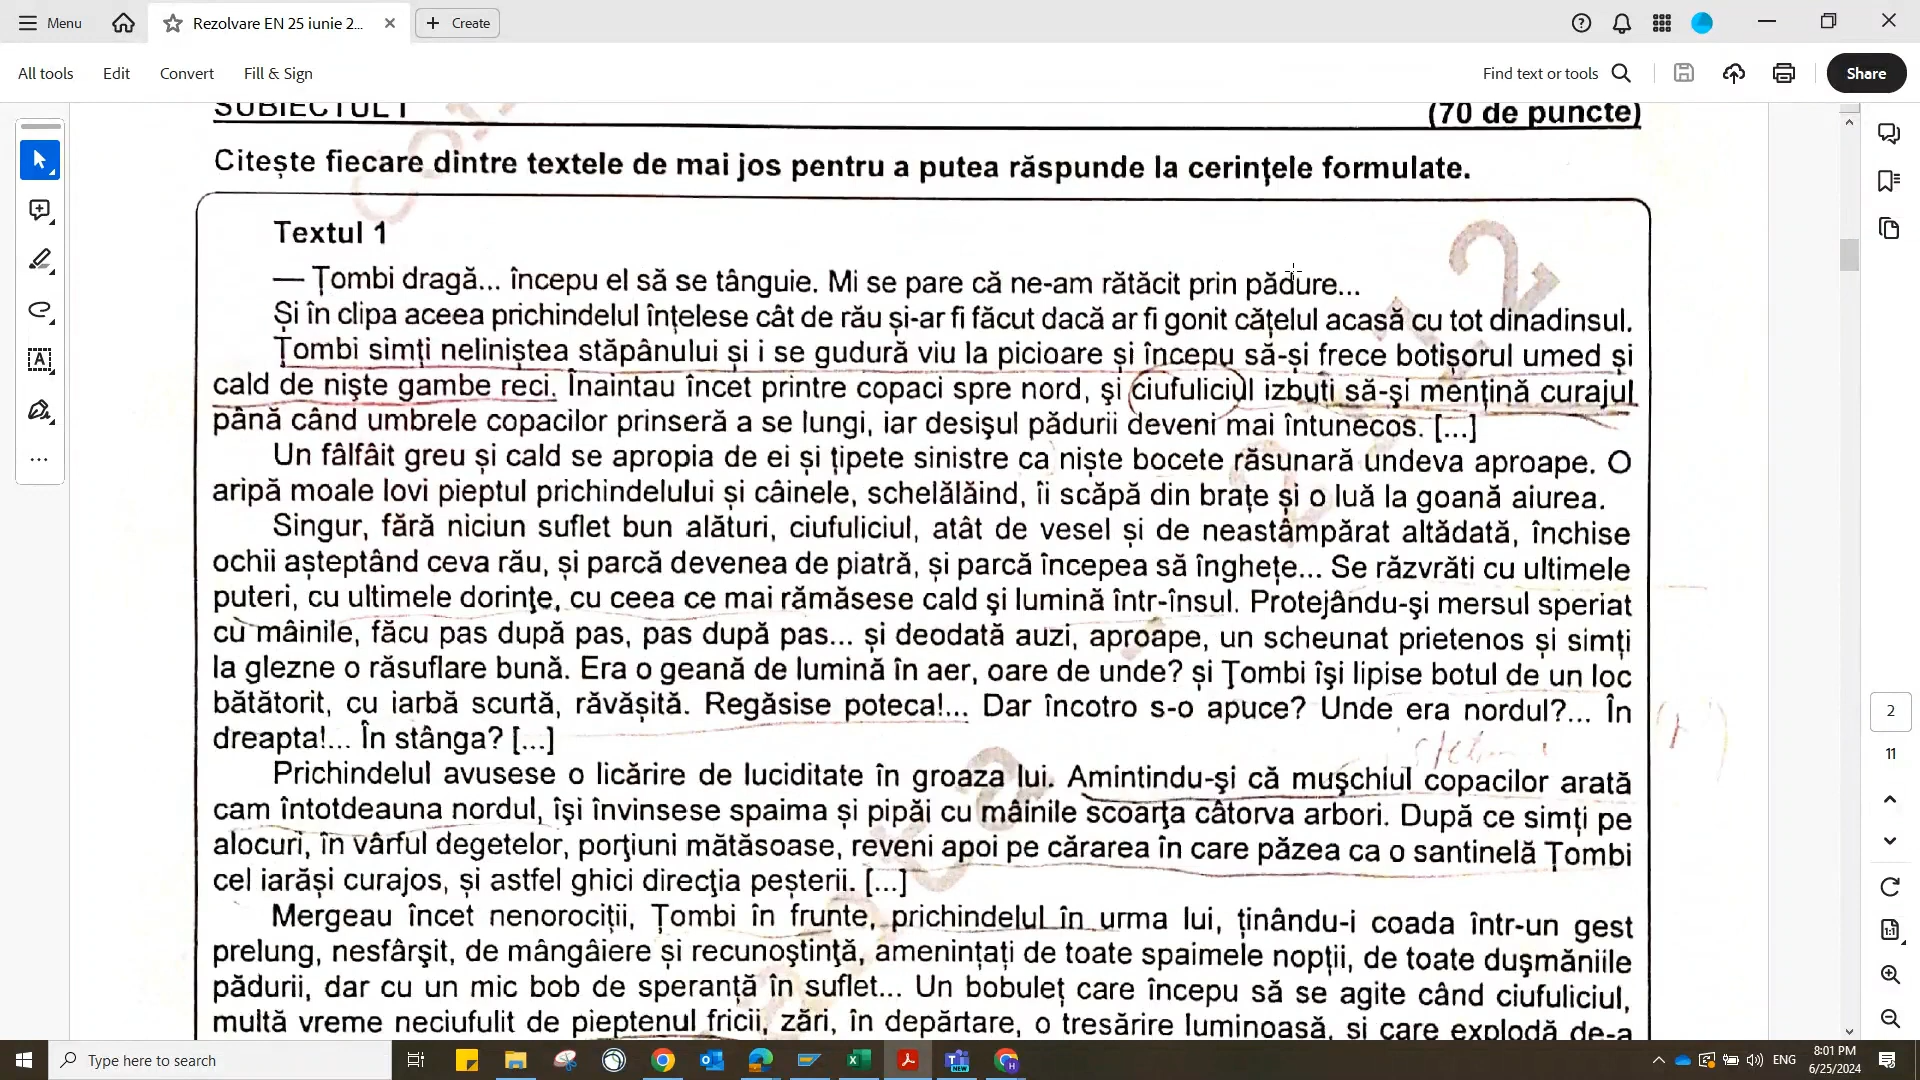 Menu
Rezolvare EN 25 iunie 2...
Create
All tools
Edit
Convert
Fill & Sign
Find text or tools
Share
SUBIECTUL I (70 de puncte)
Citește fiecare dintre textele de mai jos pentru a putea răspunde la cerințele formulate.
Textul 1
— Țombi dragă... începu el să se tânguie. Mi se pare că ne-am rătăcit prin pădure...
Și în clipa aceea prichindelul înțelese cât de rău și-ar fi făcut dacă ar fi gonit cățelul acasă cu tot dinadinsul.
Țombi simți neliniștea stăpânului și i se gudură viu la picioare și începu să-și frece botișorul umed și
cald de niște gambe reci. Înaintau încet printre copaci spre nord, și ciufuliciul izbuti să-și mențină curajul
până când umbrele copacilor prinseră a se lungi, iar desișul pădurii deveni mai întunecos. [...]
Un fâlfâit greu și cald se apropia de ei și țipete sinistre ca niște bocete răsunară undeva aproape. O
aripă moale lovi pieptul prichindelului și câinele, schelălăind, îi scăpă din brațe și o luă la goană aiurea.
Singur, fără niciun suflet bun alături, ciufuliciul, atât de vesel și de neastâmpărat altădată, închise
ochii așteptând ceva rău, și parcă devenea de piatră, și parcă începea să înghețe... Se răzvrăti cu ultimele
puteri, cu ultimele dorințe, cu ceea ce mai rămăsese cald și lumină într-însul. Protejându-și mersul speriat
cu mâinile, făcu pas după pas, pas după pas... și deodată auzi, aproape, un scheunat prietenos și simți
la glezne o răsuflare bună. Era o geană de lumină în aer, oare de unde? și Țombi își lipise botul de un loc
bătătorit, cu iarbă scurtă, răvășită. Regăsise poteca!... Dar încotro s-o apuce? Unde era nordul?... În
dreapta!... În stânga? [...]
Prichindelul avusese o licărire de luciditate în groaza lui. Amintindu-și că mușchiul copacilor arată
cam întotdeauna nordul, își învinsese spaima și pipăi cu mâinile scoarța câtorva arbori. După ce simți pe
alocuri, în vârful degetelor, porțiuni mătăsoase, reveni apoi pe cărarea în care păzea ca o santinelă Țombi
cel iarăși curajos, și astfel ghici direcția peșterii. [...]
Mergeau încet nenorociții, Țombi în frunte, prichindelul în urma lui, ținându-i coada într-un gest
prelung, nesfârșit, de mângâiere și recunoștință, amenințați de toate spaimele nopții, de toate dușmăniile
pădurii, dar cu un mic bob de speranță în suflet... Un bobuleț care începu să se agite când ciufuliciul,
multă vreme neciufulit de pieptenul fricii, zări, în depărtare, o tresărire luminoasă, și care explodă de-a
2
11
Type here to search
ENG
8:01 PM
6/25/2024